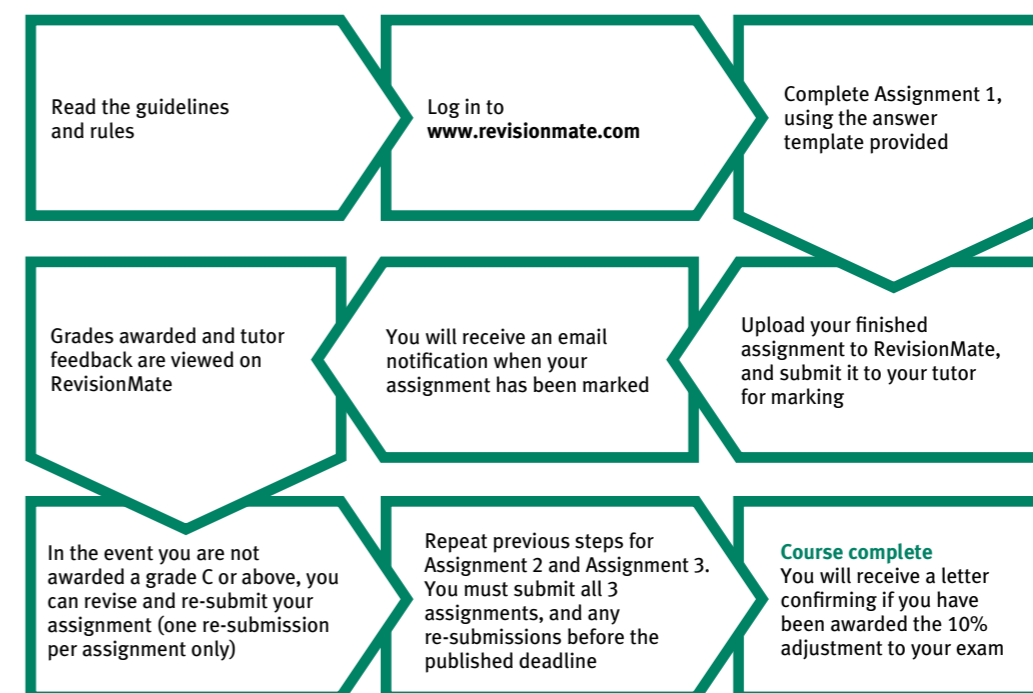 Read the guidelines
and rules
Log in to
www.revisionmate.com
Complete Assignment 1,
using the answer
template provided
Upload your finished
assignment to RevisionMate,
and submit it to your tutor
for marking
You will receive an email
notification when your
assignment has been marked
Grades awarded and tutor
feedback are viewed on
RevisionMate
In the event you are not
awarded a grade C or above, you
can revise and re-submit your
assignment (one re-submission
per assignment only)
Repeat previous steps for
Assignment 2 and Assignment 3.
You must submit all 3
assignments, and any
re-submissions before the
published deadline
Course complete
You will receive a letter
confirming if you have
been awarded the 10%
adjustment to your exam